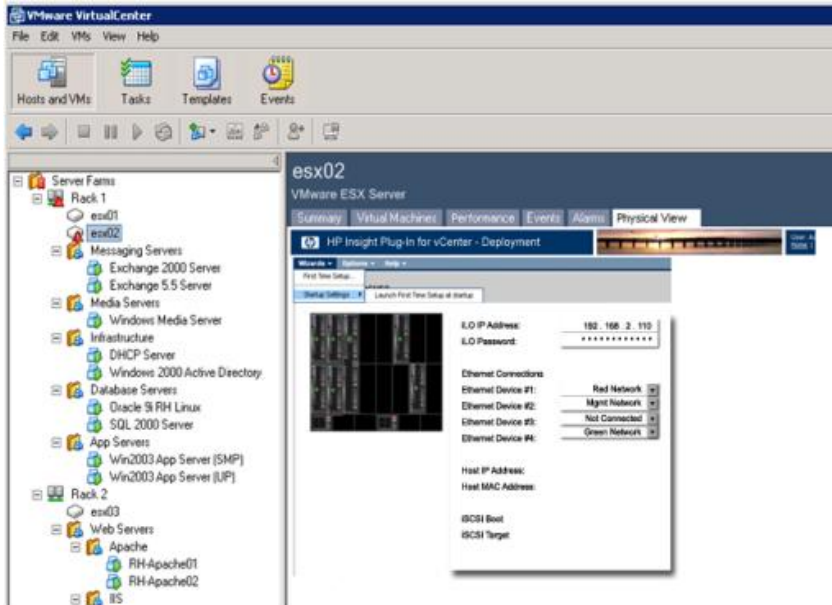 VMware VirtualCenter
File Edit VMs View Help
Hosts and VMs Tasks Templates Events
Server Farms
Rack 1
esx01
esx02
Messaging Servers
Exchange 2000 Server
Exchange 5.5 Server
Media Servers
Windows Media Server
Infrastructure
DHCP Server
Windows 2000 Active Directory
Database Servers
Oracle 9i RH Linux
SQL 2000 Server
App Servers
Win2003 App Server (SMP)
Win2003 App Server (UP)
Rack 2
esx03
Web Servers
Apache
RH-Apache01
RH-Apache02
IIS
esx02
VMware ESX Server
Summary Virtual Machines Performance Events Alarms Physical View
HP Insight Plug-In for vCenter - Deployment
Wizards Options Help
First Time Setup...
Startup Settings Launch First Time Setup at startup
iLO IP Address: 192 . 168 . 2 . 110
iLO Password: ************
Ethernet Connections
Ethernet Device #1: Red Network
Ethernet Device #2: Mgmt Network
Ethernet Device #3: Not Connected
Ethernet Device #4: Green Network
Host IP Address:
Host MAC Address:
iSCSI Boot
iSCSI Target